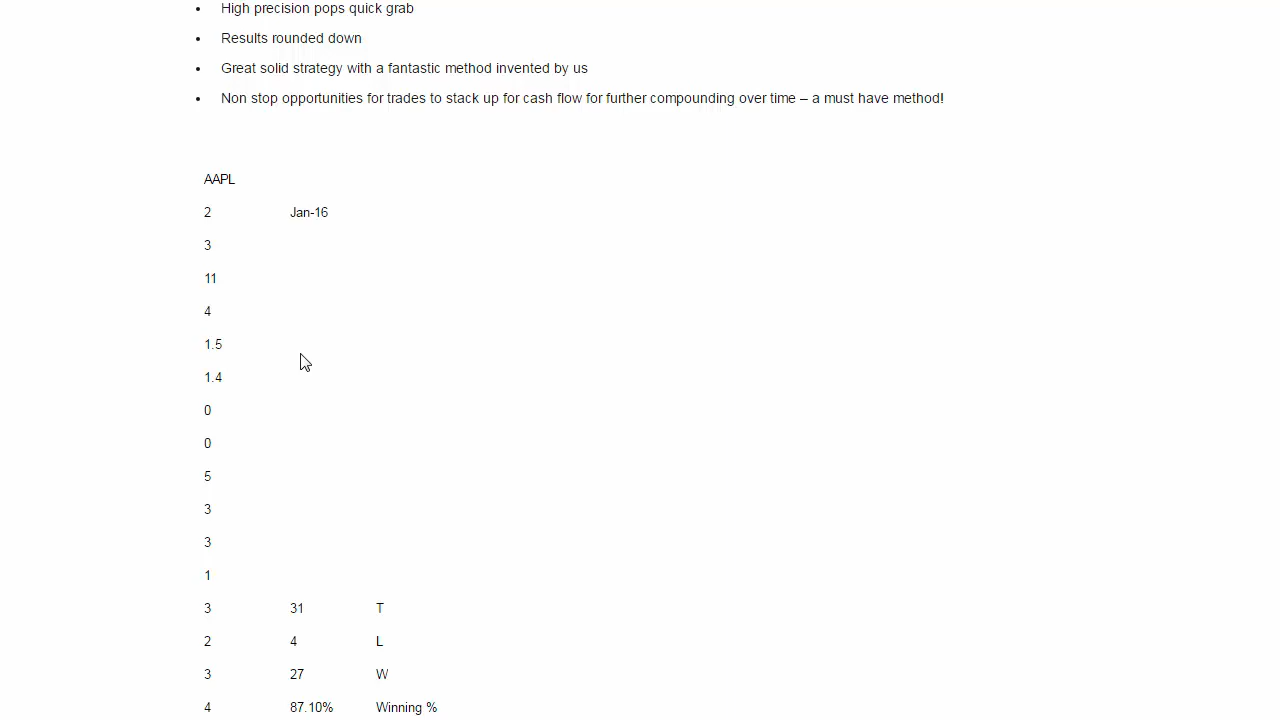 High precision pops quick grab
Results rounded down
Great solid strategy with a fantastic method invented by us
Non stop opportunities for trades to stack up for cash flow for further compounding over time – a must have method!
AAPL
2 Jan-16
3
11
4
1.5
1.4
0
0
5
3
3
1
3 31 T
2 4 L
3 27 W
4 87.10% Winning %